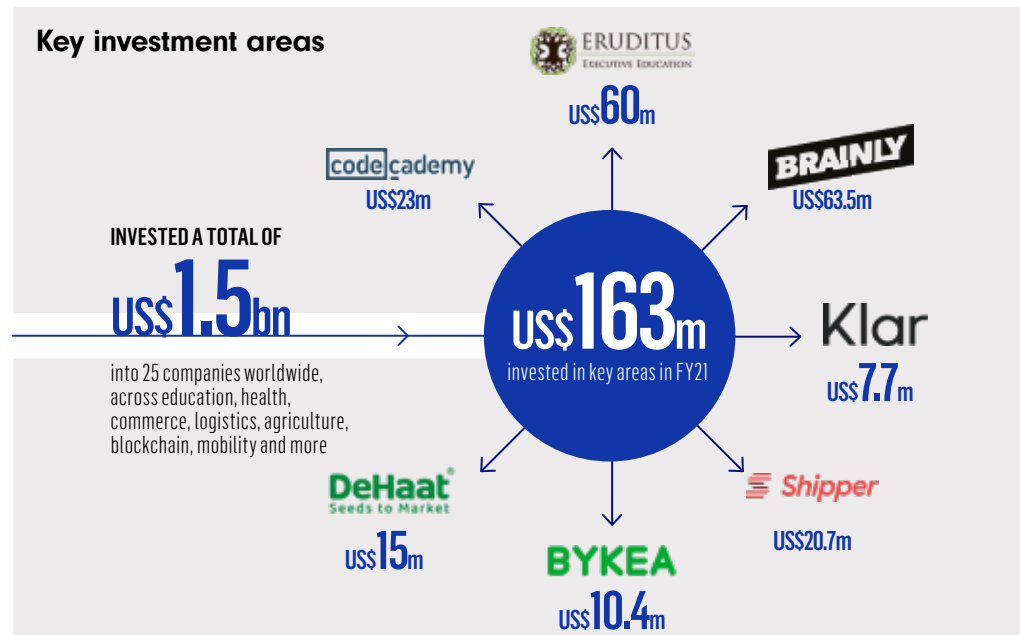 Key investment areas
ERUDITUS
EXECUTIVE EDUCATION
US$60m
codecademy
US$23m
BRAINLY
US$63.5m
INVESTED A TOTAL OF
US$1.5bn
into 25 companies worldwide,
across education, health,
commerce, logistics, agriculture,
blockchain, mobility and more
US$163m
invested in key areas in FY21
Klar
US$7.7m
DeHaat®
Seeds to Market
US$15m
Shipper
US$20.7m
BYKEA
US$10.4m